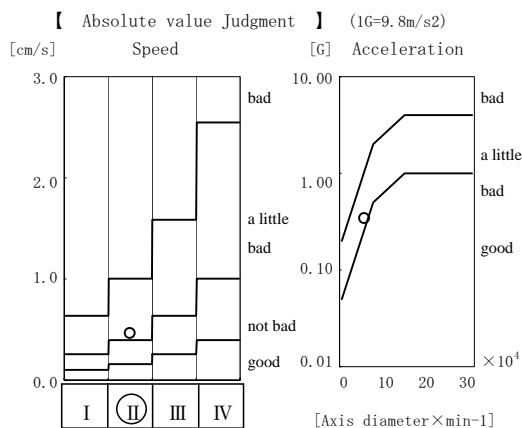 【 Absolute value Judgment 】 (1G=9.8m/s2)
[cm/s] Speed
3.0
2.0
1.0
0.0
bad
a little
bad
not bad
good
I II III IV
[G] Acceleration
10.00
1.00
0.10
0.01
bad
a little
bad
good
×10⁴
0 10 20 30
[Axis diameter×min-1]